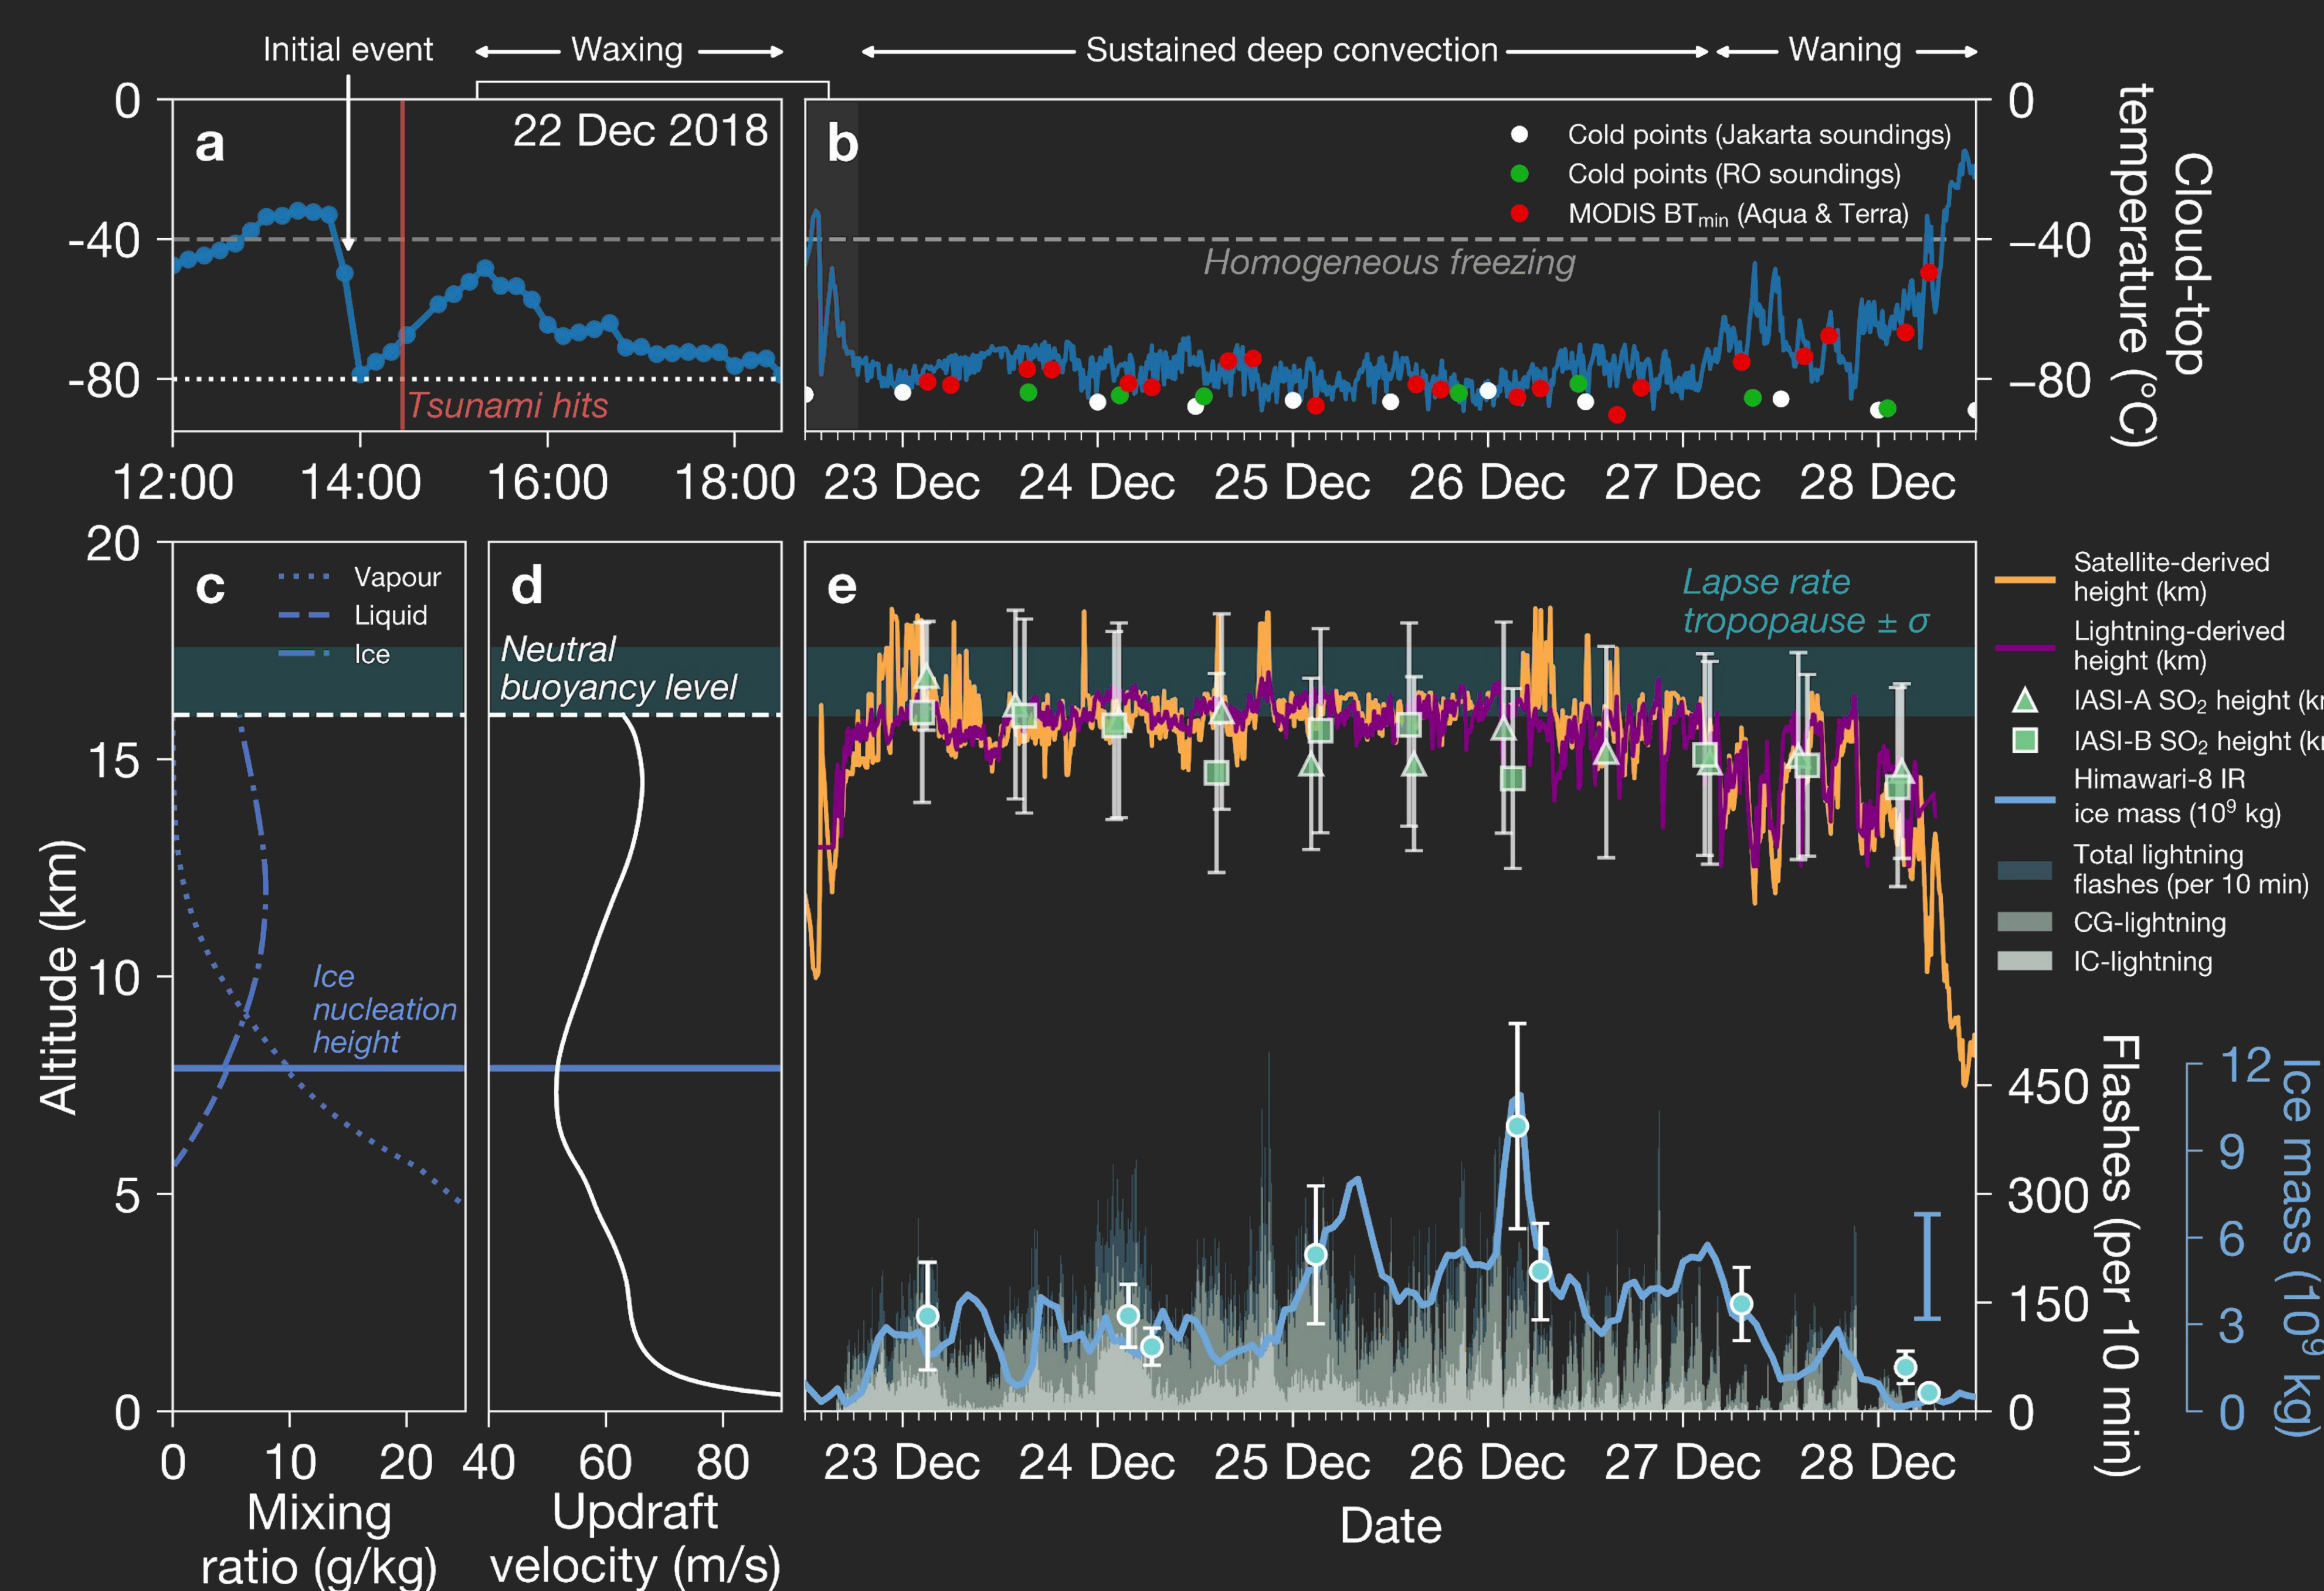 Initial event
Waxing
Sustained deep convection
Waning
0
-40
-80
a
22 Dec 2018
Tsunami hits
12:00
14:00
16:00
18:00
b
Cold points (Jakarta soundings)
Cold points (RO soundings)
MODIS BTmin (Aqua & Terra)
Homogeneous freezing
0
−40
−80
Cloud-top
temperature (°C)
23 Dec
24 Dec
25 Dec
26 Dec
27 Dec
28 Dec
20
15
10
5
0
Altitude (km)
c
Vapour
Liquid
Ice
Ice
nucleation
height
0
10
20
Mixing
ratio (g/kg)
d
Neutral
buoyancy level
40
60
80
Updraft
velocity (m/s)
e
Lapse rate
tropopause ± σ
23 Dec
24 Dec
25 Dec
26 Dec
27 Dec
28 Dec
Date
Satellite-derived
height (km)
Lightning-derived
height (km)
IASI-A SO2 height (k
IASI-B SO2 height (k
Himawari-8 IR
ice mass (10⁹ kg)
Total lightning
flashes (per 10 min)
CG-lightning
IC-lightning
450
300
150
0
Flashes (per 10 min)
12
9
6
3
0
Ice mass (10⁹ kg)